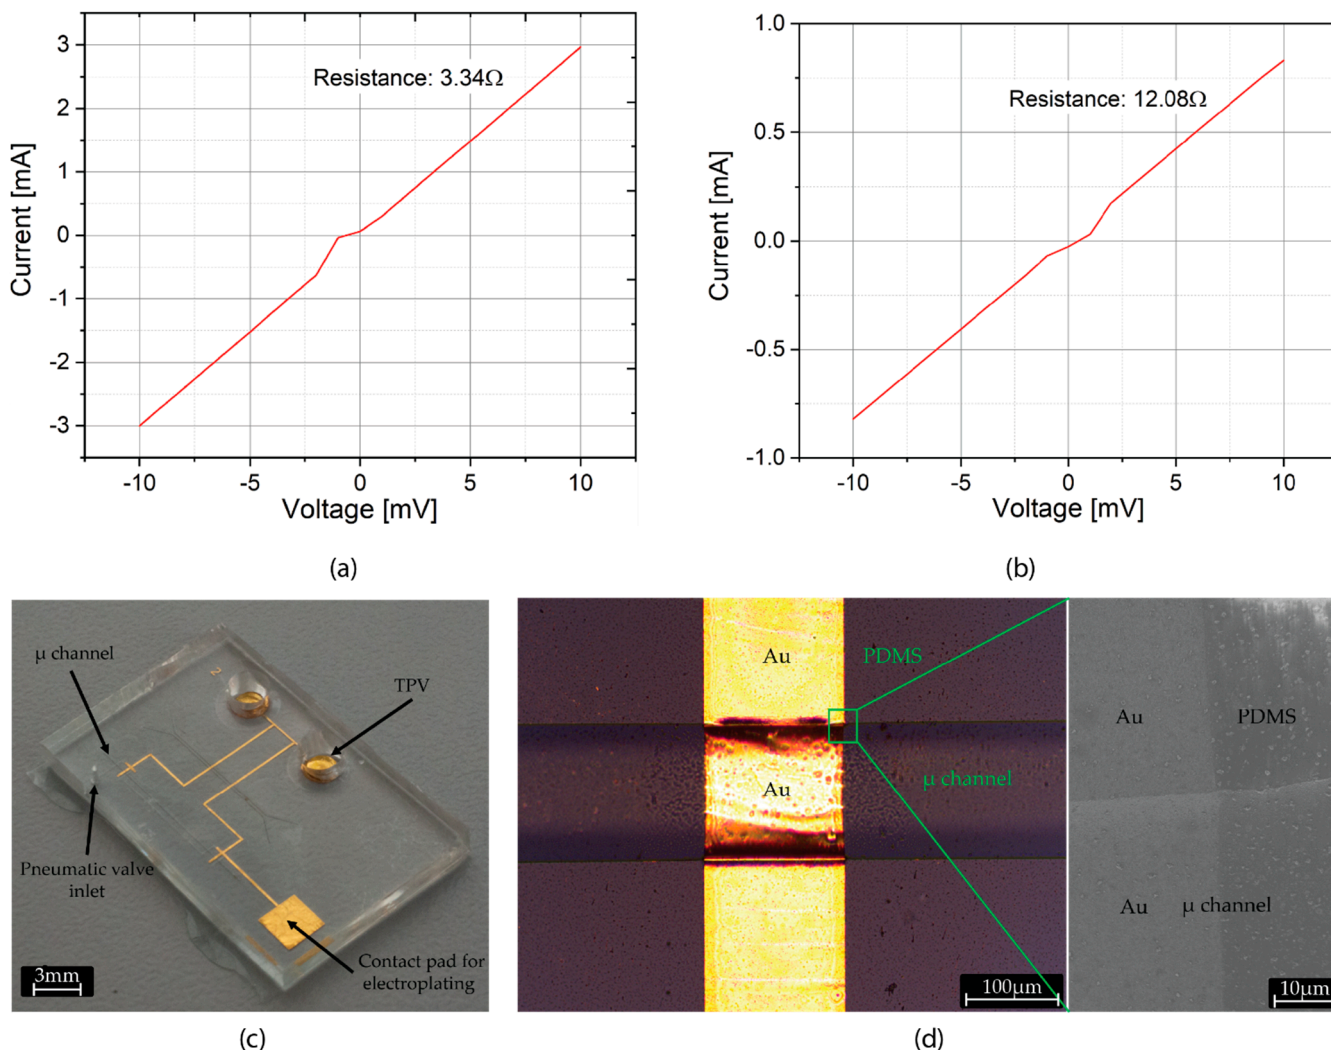 3
2
1
0
-1
-2
-3
Current [mA]
Resistance: 3.34Ω
-10
-5
0
5
10
Voltage [mV]
(a)
1.0
0.5
0.0
-0.5
-1.0
Current [mA]
Resistance: 12.08Ω
-10
-5
0
5
10
Voltage [mV]
(b)
μ channel
2
TPV
Pneumatic valve
inlet
Contact pad for
electroplating
3mm
(c)
Au
PDMS
Au
μ channel
100μm
Au
PDMS
Au
μ channel
10μm
(d)